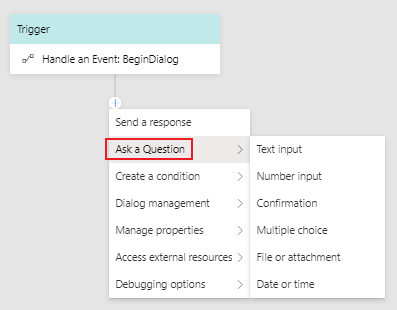 Trigger
Handle an Event: BeginDialog
Send a response
Ask a Question
Text input
Create a condition
Number input
Dialog management
Confirmation
Manage properties
Multiple choice
Access external resources
File or attachment
Debugging options
Date or time